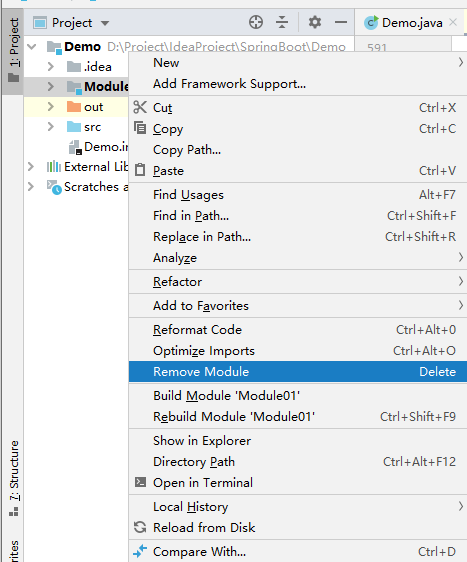 1: Project
Project
Demo.java
Demo D:\Project\IdeaProject\SpringBoot\Demo
591
.idea
Module
out
src
Demo.i
External Lib
Scratches a
New
Add Framework Support...
Cut Ctrl+X
Copy Ctrl+C
Copy Path...
Paste Ctrl+V
Find Usages Alt+F7
Find in Path... Ctrl+Shift+F
Replace in Path... Ctrl+Shift+R
Analyze
Refactor
Add to Favorites
Reformat Code Ctrl+Alt+0
Optimize Imports Ctrl+Alt+O
Remove Module Delete
Build Module 'Module01'
Rebuild Module 'Module01' Ctrl+Shift+F9
Show in Explorer
Directory Path Ctrl+Alt+F12
Open in Terminal
Local History
Reload from Disk
Compare With... Ctrl+D
7: Structure
rites